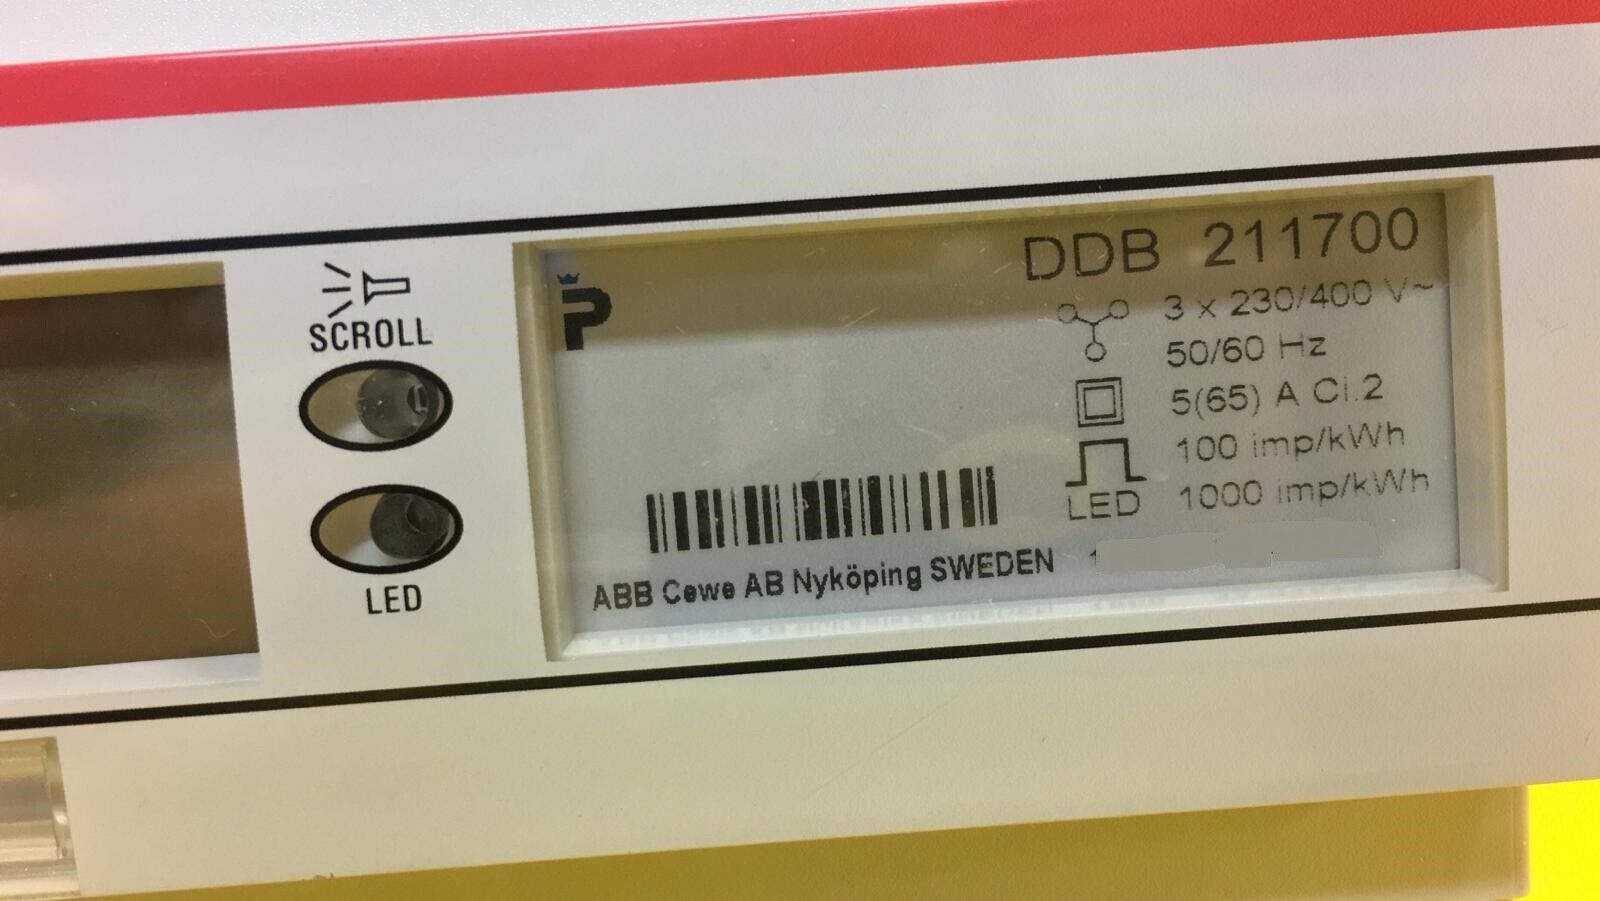 SCROLL
LED
P
DDB 211700
3 x 230/400 V~
50/60 Hz
5(65) A Cl.2
100 imp/kWh
LED 1000 imp/kWh
ABB Cewe AB Nyköping SWEDEN 1